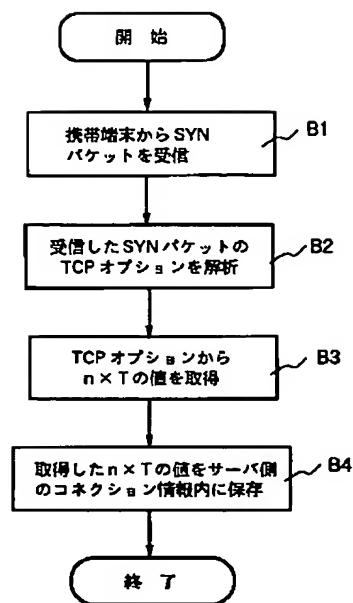 開 始
携帯端末からSYN
パケットを受信
B1
受信したSYNパケットの
TCPオプションを解析
B2
TCPオプションから
n×Tの値を取得
B3
取得したn×Tの値をサーバ側
のコネクション情報内に保存
B4
終 了